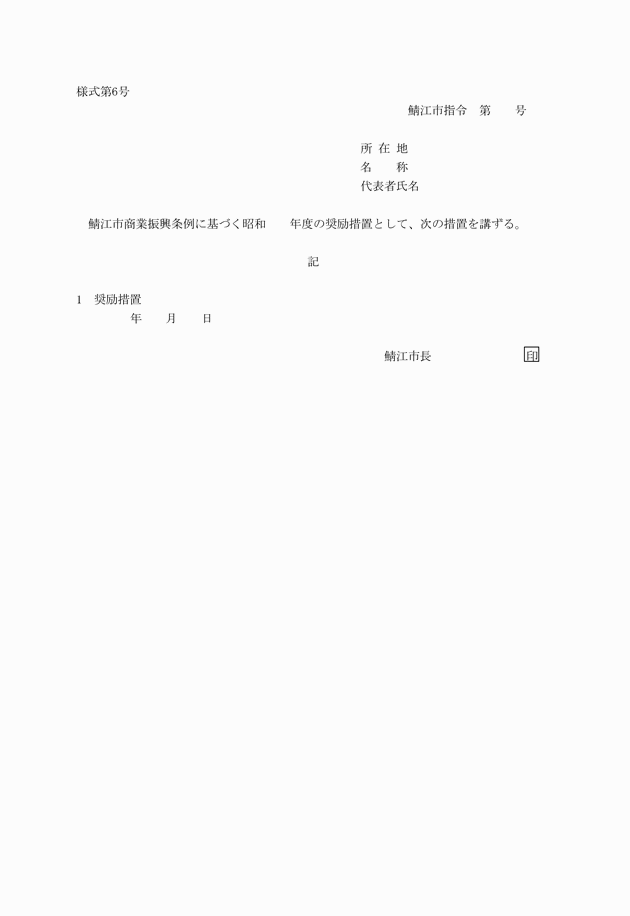 様式第6号
鯖江市指令　第　　号
所 在 地
名　　称
代表者氏名
鯖江市商業振興条例に基づく昭和　　年度の奨励措置として、次の措置を講ずる。
記
1　奨励措置
年　　月　　日
鯖江市長　　　　　　　　印